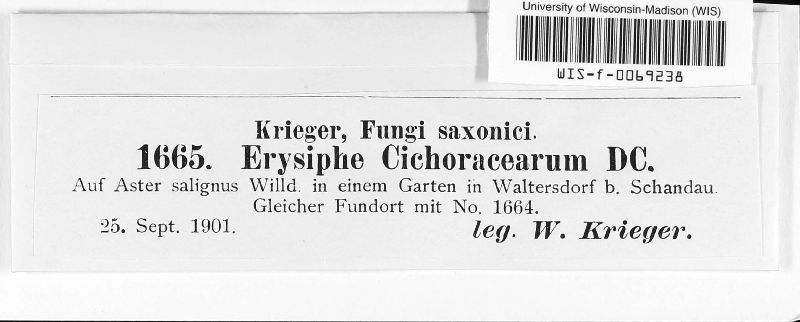 University of Wisconsin-Madison (WIS)
WIS-f-0069238
Krieger, Fungi saxonici.
1665. Erysiphe Cichoracearum DC.
Auf Aster salignus Willd. in einem Garten in Waltersdorf b. Schandau.
Gleicher Fundort mit No. 1664.
25. Sept. 1901. leg. W. Krieger.